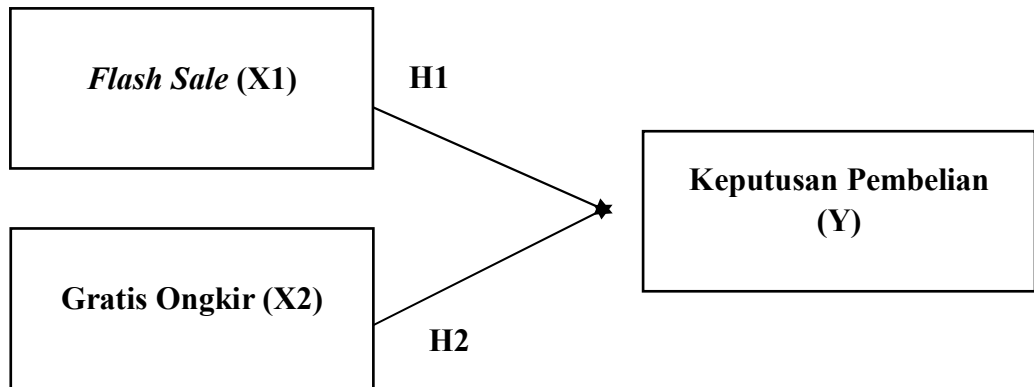 Flash Sale (X1)
H1
Keputusan Pembelian
(Y)
Gratis Ongkir (X2)
H2